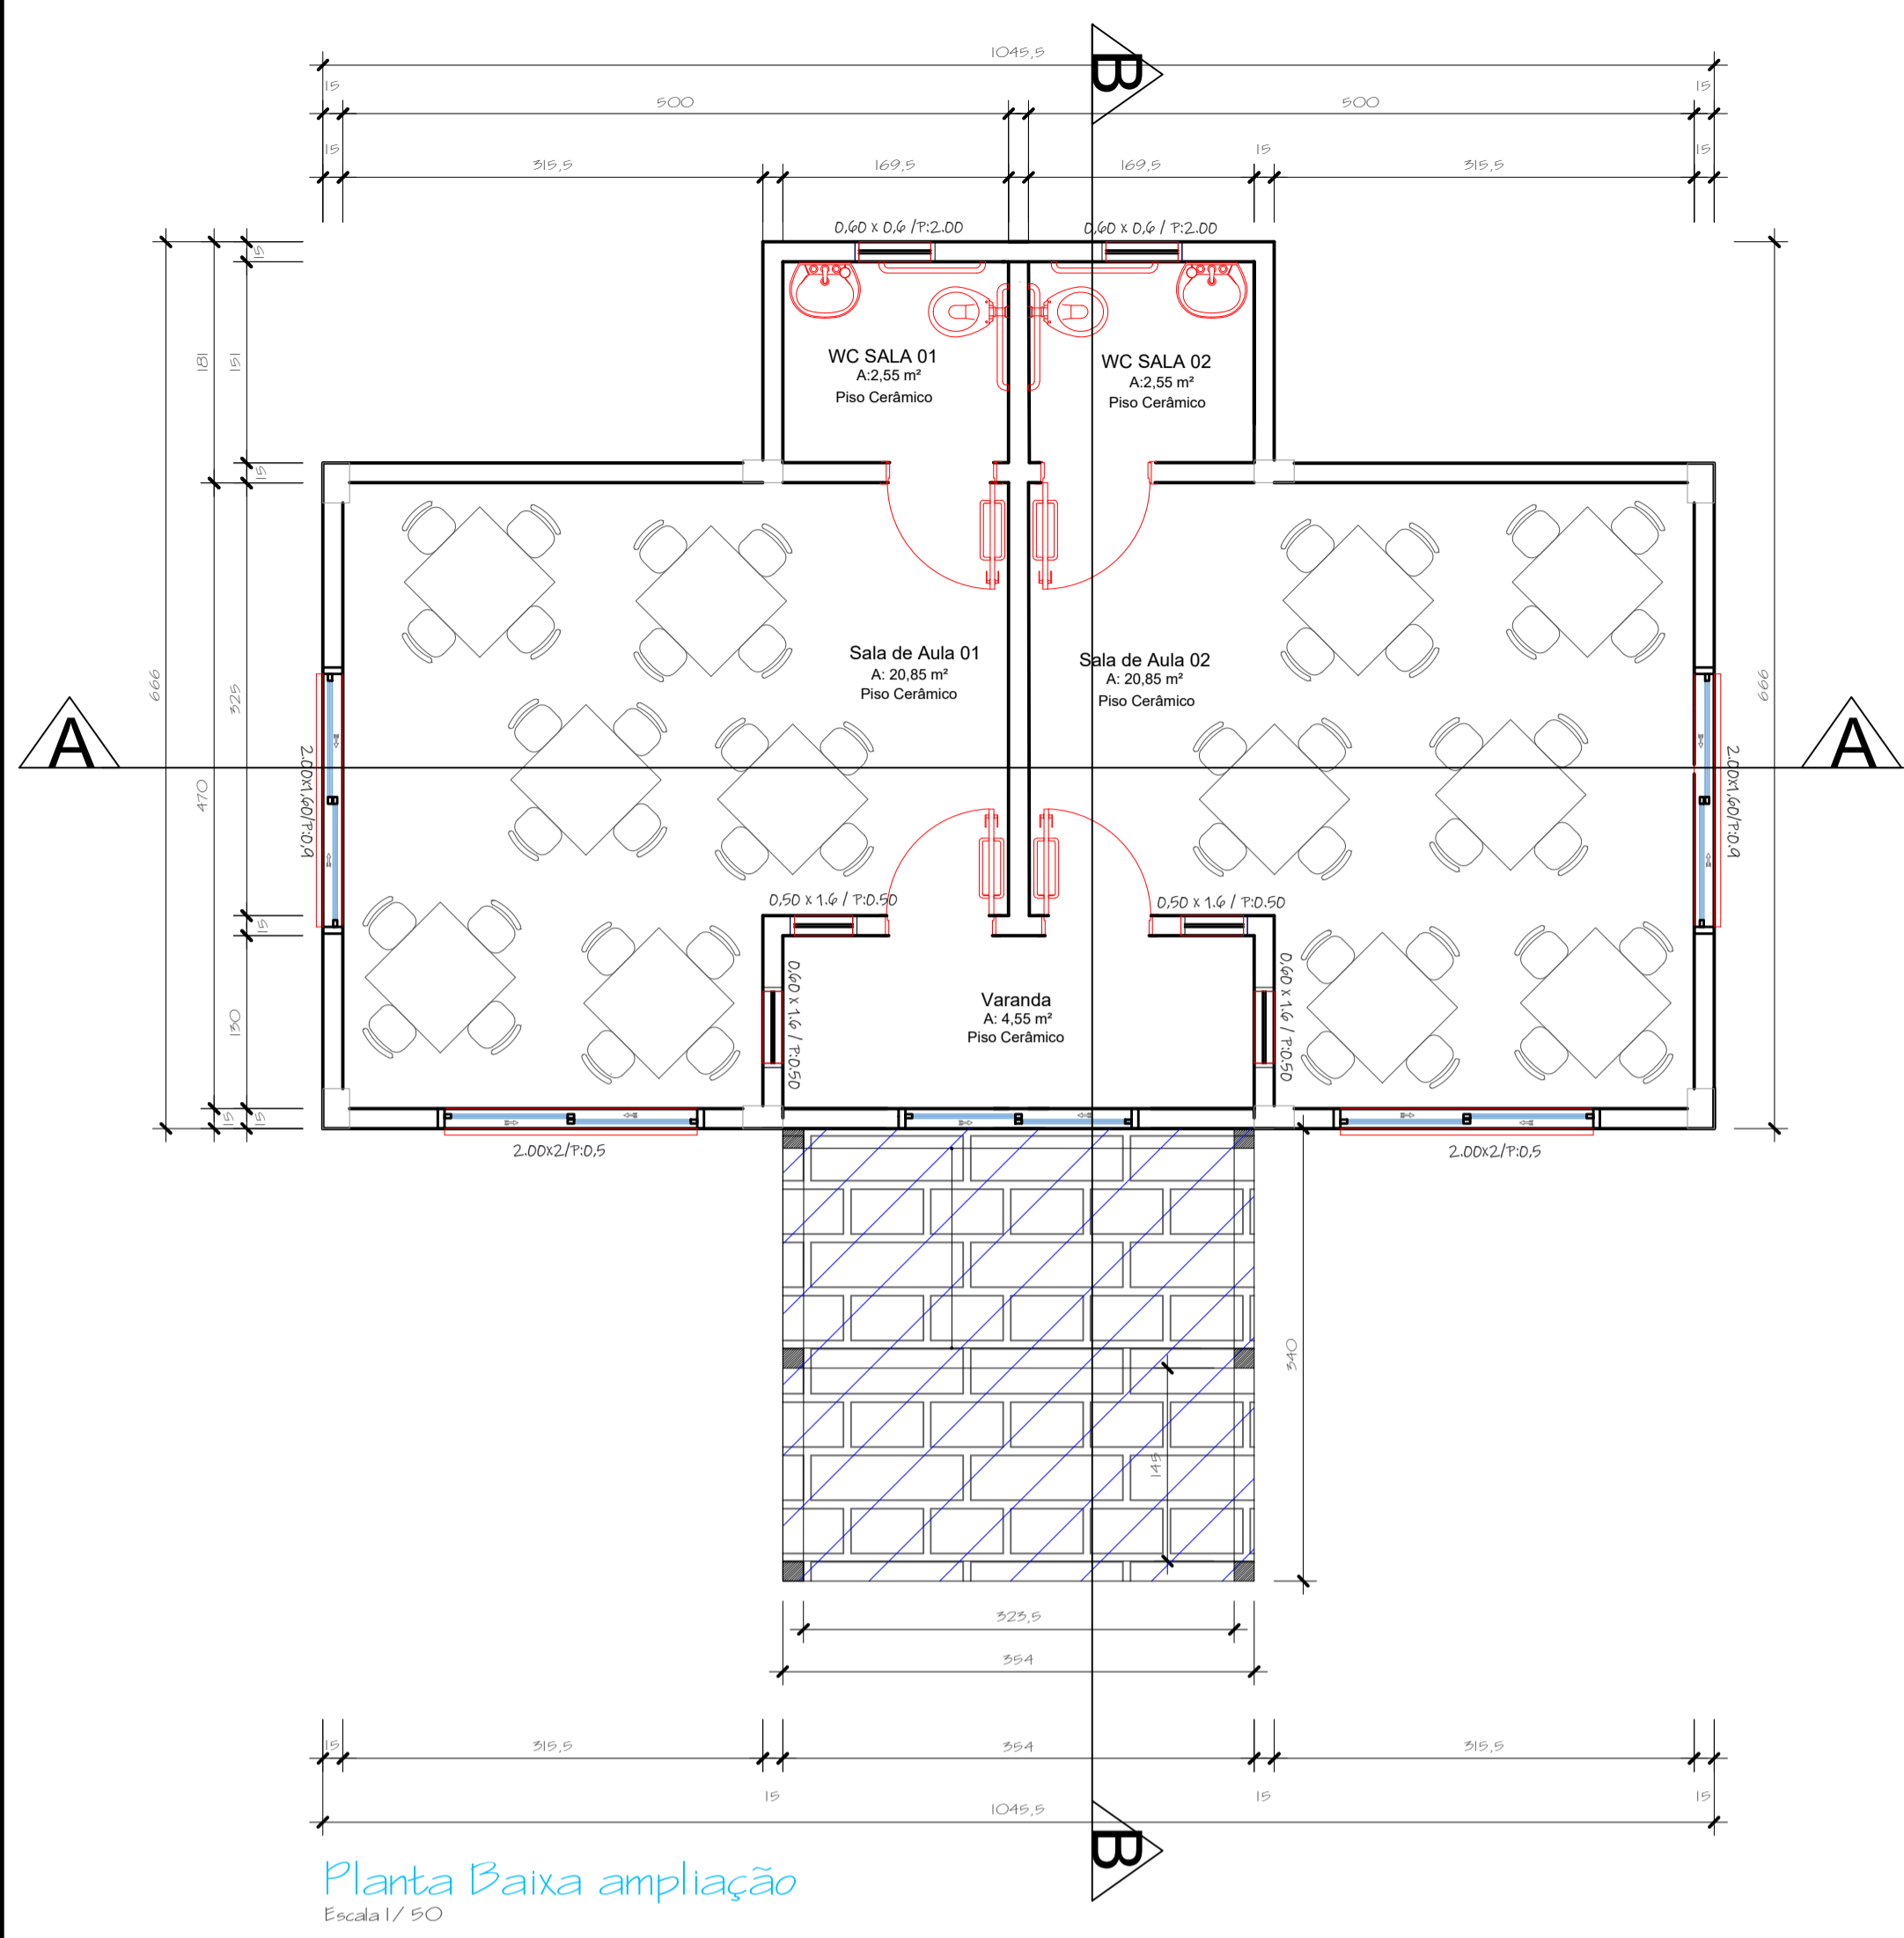 1045,5
B
15
500
500
15
15
315,5
169,5
169,5
15
315,5
15
0,60 x 0,6 /P:2.00
0,60 x 0,6 / P:2.00
15
181
151
15
WC SALA 01
A:2,55 m²
Piso Cerâmico
WC SALA 02
A:2,55 m²
Piso Cerâmico
666
470
325
15
130
15
15
666
Sala de Aula 01
A: 20,85 m²
Piso Cerâmico
Sala de Aula 02
A: 20,85 m²
Piso Cerâmico
A
A
2.00x1,60/P:0,9
2.00x1,60/P:0.9
0,50 x 1.6 / P:0.50
0,50 x 1.6 / P:0.50
0,60 x 1.6 / P:0.50
0,60 x 1.6 / P:0.50
Varanda
A: 4,55 m²
Piso Cerâmico
2.00x2/P:0,5
2.00x2/P:0,5
340
145
323,5
354
15
315,5
354
315,5
15
15
15
1045,5
B
Planta Baixa ampliação
Escala 1/ 50